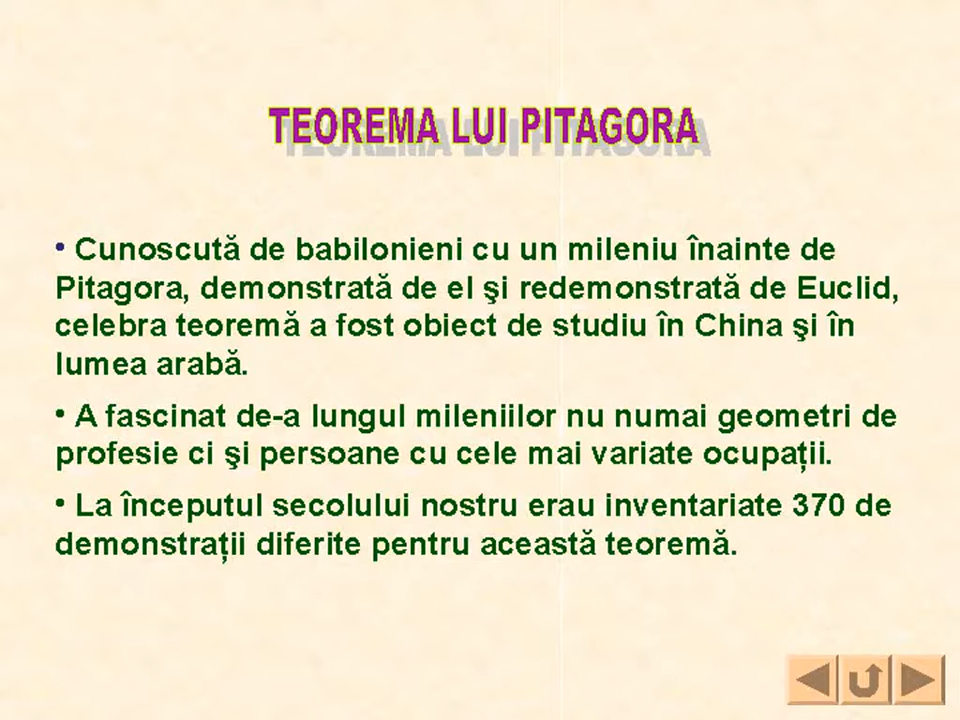 TEOREMA LUI PITAGORA
• Cunoscută de babilonieni cu un mileniu înainte de
Pitagora, demonstrată de el şi redemonstrată de Euclid,
celebra teoremă a fost obiect de studiu în China şi în
lumea arabă.
• A fascinat de-a lungul mileniilor nu numai geometri de
profesie ci şi persoane cu cele mai variate ocupaţii.
• La începutul secolului nostru erau inventariate 370 de
demonstraţii diferite pentru această teoremă.